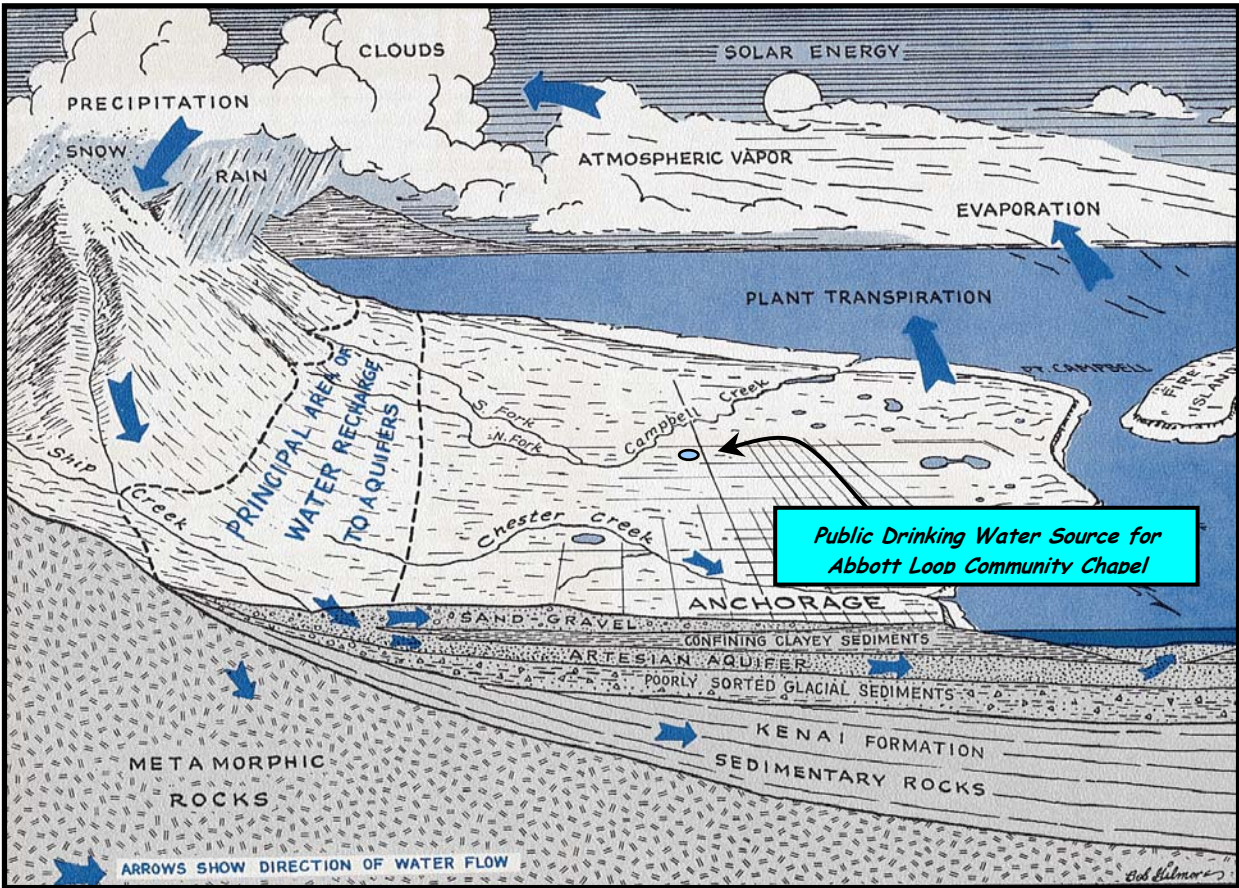 CLOUDS
SOLAR ENERGY
PRECIPITATION
SNOW
RAIN
ATMOSPHERIC VAPOR
EVAPORATION
PLANT TRANSPIRATION
PT. CAMPBELL
FIRE
ISLAND
PRINCIPAL AREA OF
WATER RECHARGE
TO AQUIFERS
S. Fork
N. Fork
Campbell Creek
Ship
Creek
Chester Creek
Public Drinking Water Source for
Abbott Loop Community Chapel
ANCHORAGE
SAND-GRAVEL
CONFINING CLAYEY SEDIMENTS
ARTESIAN AQUIFER
POORLY SORTED GLACIAL SEDIMENTS
KENAI FORMATION
SEDIMENTARY ROCKS
METAMORPHIC
ROCKS
ARROWS SHOW DIRECTION OF WATER FLOW
Bob Gilmore